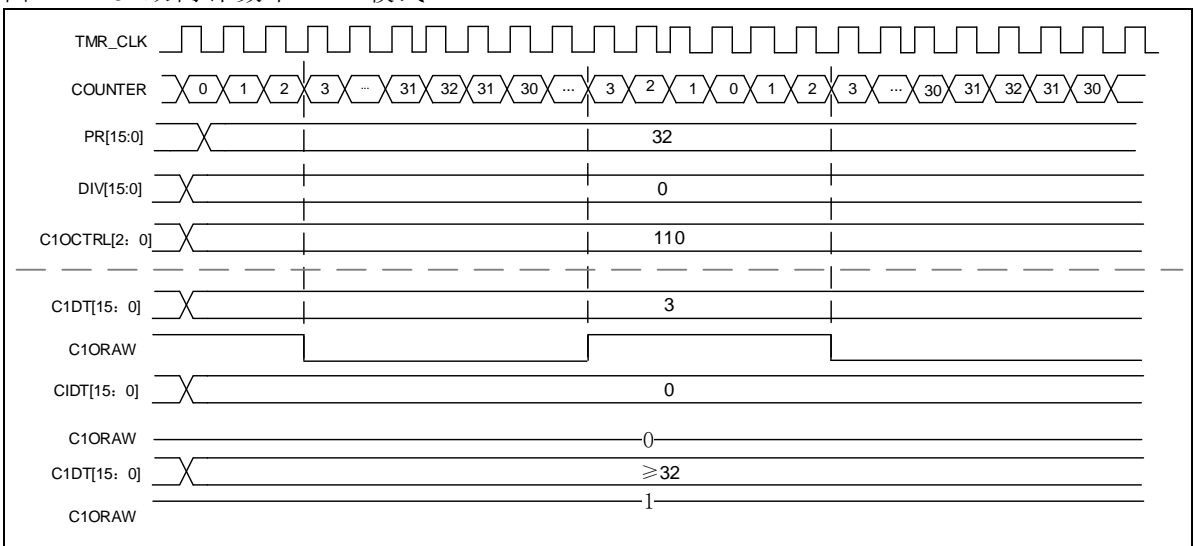 TMR_CLK
COUNTER 0 1 2 3 ... 31 32 31 30 ... 3 2 1 0 1 2 3 ... 30 31 32 31 30
PR[15:0] 32
DIV[15:0] 0
C1OCTRL[2：0] 110
C1DT[15：0] 3
C1ORAW
CIDT[15：0] 0
C1ORAW 0
C1DT[15：0] ≥32
C1ORAW 1